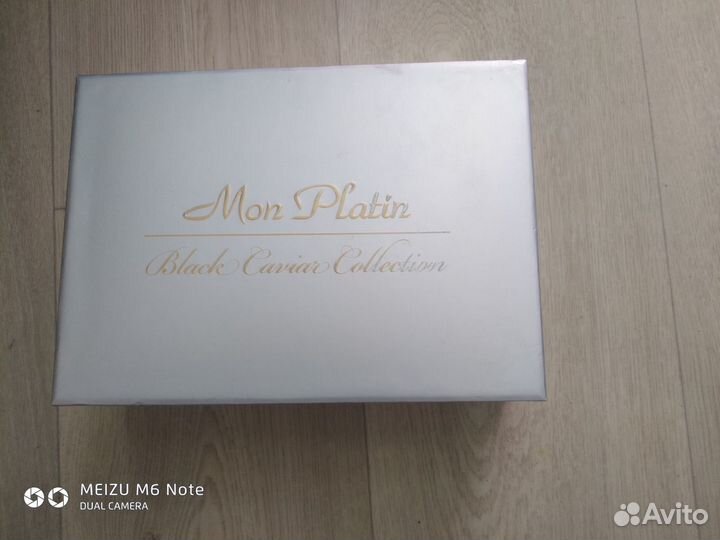 Mon Platin
Black Caviar Collection
MEIZU M6 Note
DUAL CAMERA
Avito